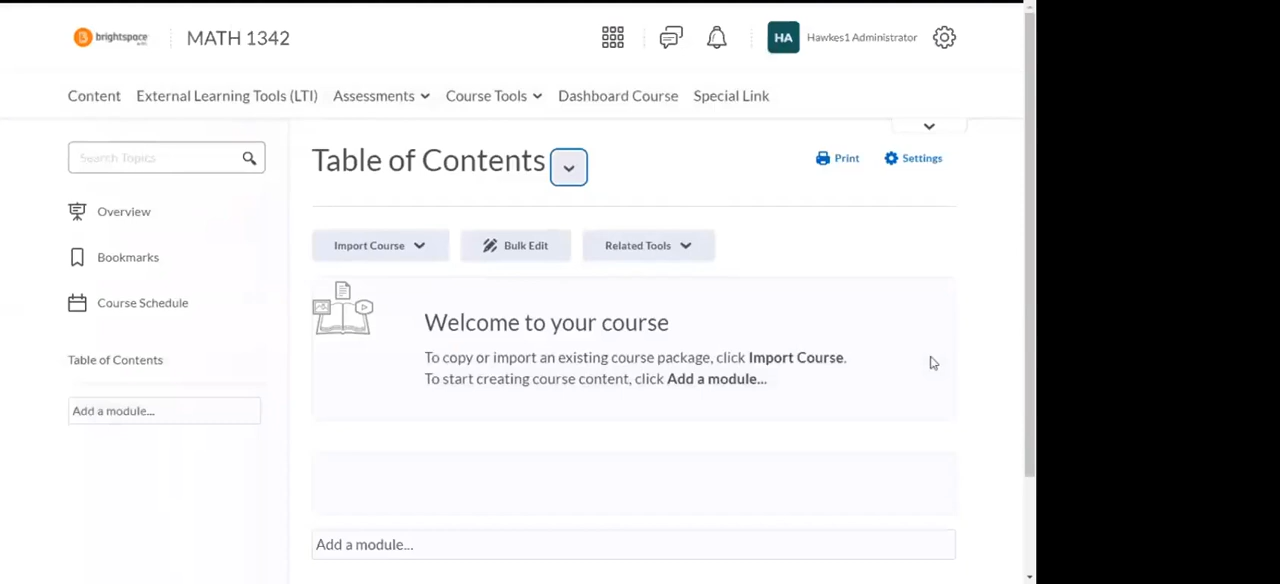 brightspace
MATH 1342
HA
Hawkes1 Administrator
Content
External Learning Tools (LTI)
Assessments
Course Tools
Dashboard Course
Special Link
Search Topics
Table of Contents
Print
Settings
Overview
Bookmarks
Course Schedule
Table of Contents
Add a module...
Import Course
Bulk Edit
Related Tools
Welcome to your course
To copy or import an existing course package, click Import Course.
To start creating course content, click Add a module...
Add a module...